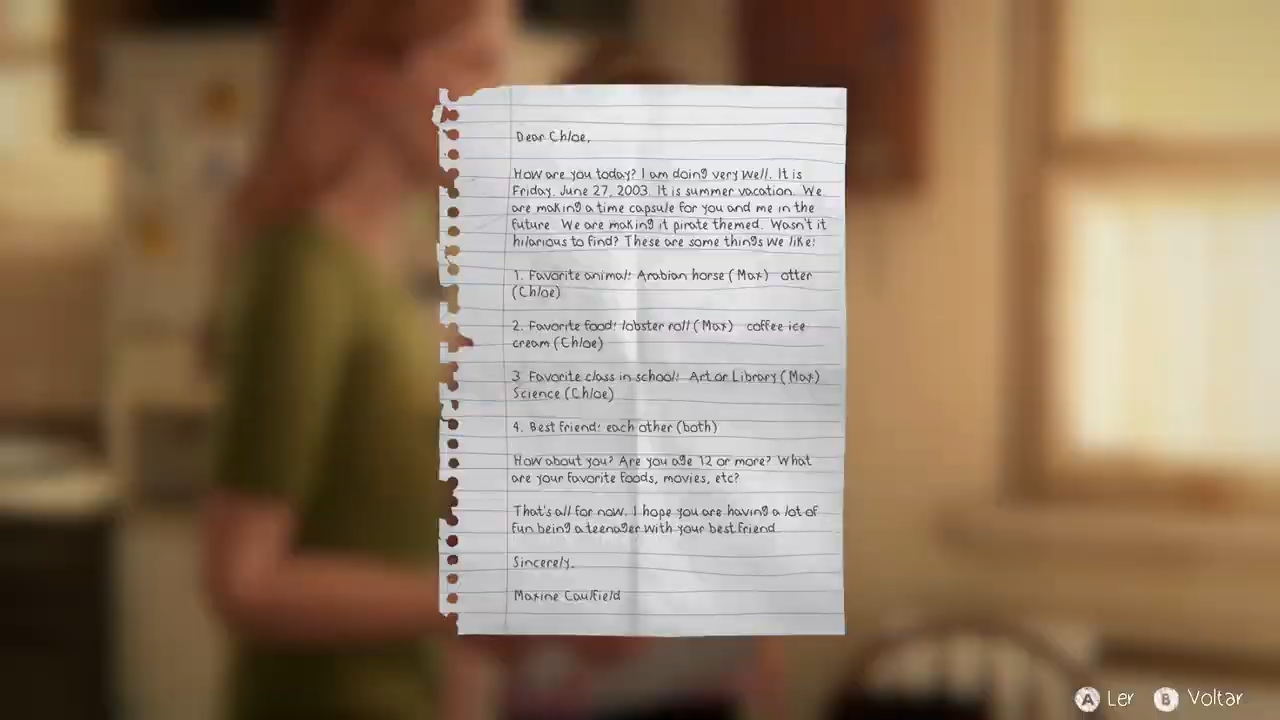 Dear Chloe,
How are you today? I am doing very well. It is
Friday, June 27, 2003. It is summer vacation. We
are making a time capsule for you and me in the
future. We are making it pirate themed. Wasn't it
hilarious to find? These are some things we like:
1. Favorite animal: Arabian horse (Max) otter
(Chloe)
2. Favorite food: lobster roll (Max) coffee ice
cream (Chloe)
3. Favorite class in school: Art or Library (Max)
Science (Chloe)
4. Best friend: each other (both)
How about you? Are you age 12 or more? What
are your favorite foods, movies, etc?
That's all for now. I hope you are having a lot of
fun being a teenager with your best friend.
Sincerely,
Maxine Caulfield
A Ler B Voltar